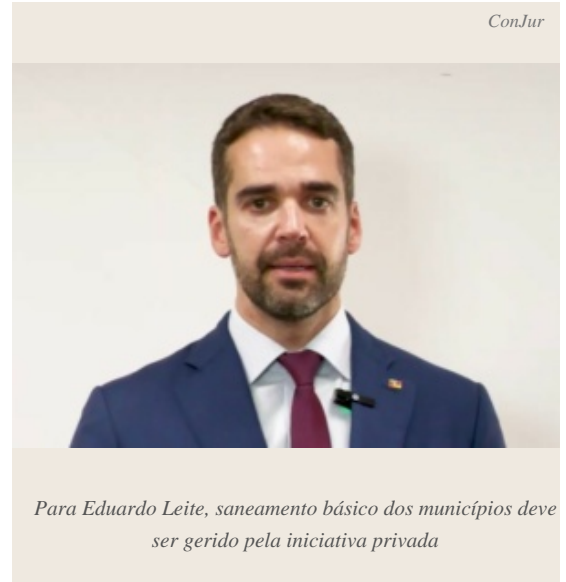 ConJur
Para Eduardo Leite, saneamento básico dos municípios deve
ser gerido pela iniciativa privada